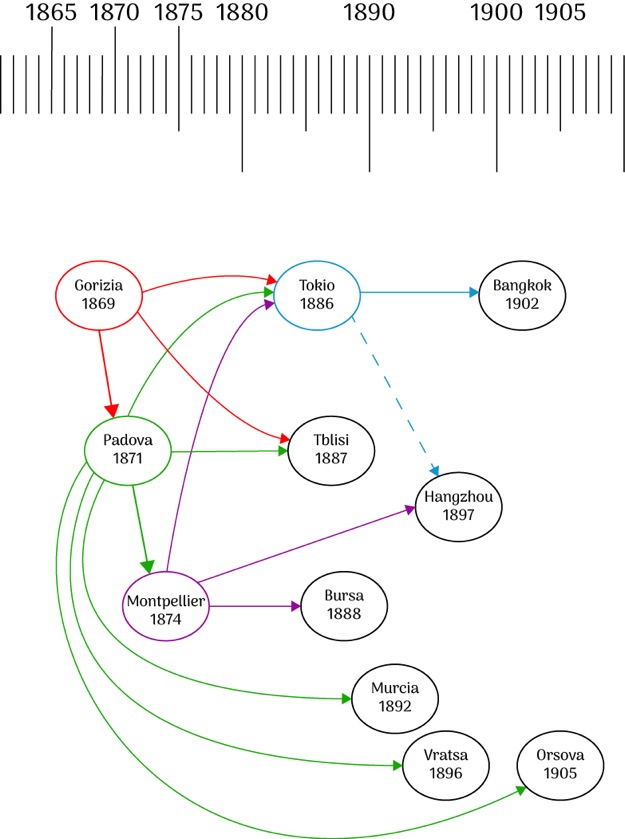 1865 1870 1875 1880 1890 1900 1905
Gorizia
1869
Tokio
1886
Bangkok
1902
Padova
1871
Tblisi
1887
Hangzhou
1897
Montpellier
1874
Bursa
1888
Murcia
1892
Vratsa
1896
Orsova
1905